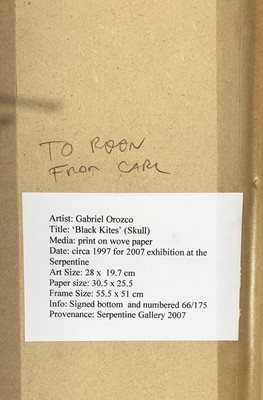 TO ROON
FROM CARL
Artist: Gabriel Orozco
Title: 'Black Kites' (Skull)
Media: print on wove paper
Date: circa 1997 for 2007 exhibition at the
Serpentine
Art Size: 28 x  19.7 cm
Paper size: 30.5 x 25.5
Frame Size: 55.5 x 51 cm
Info: Signed bottom  and numbered 66/175
Provenance: Serpentine Gallery 2007